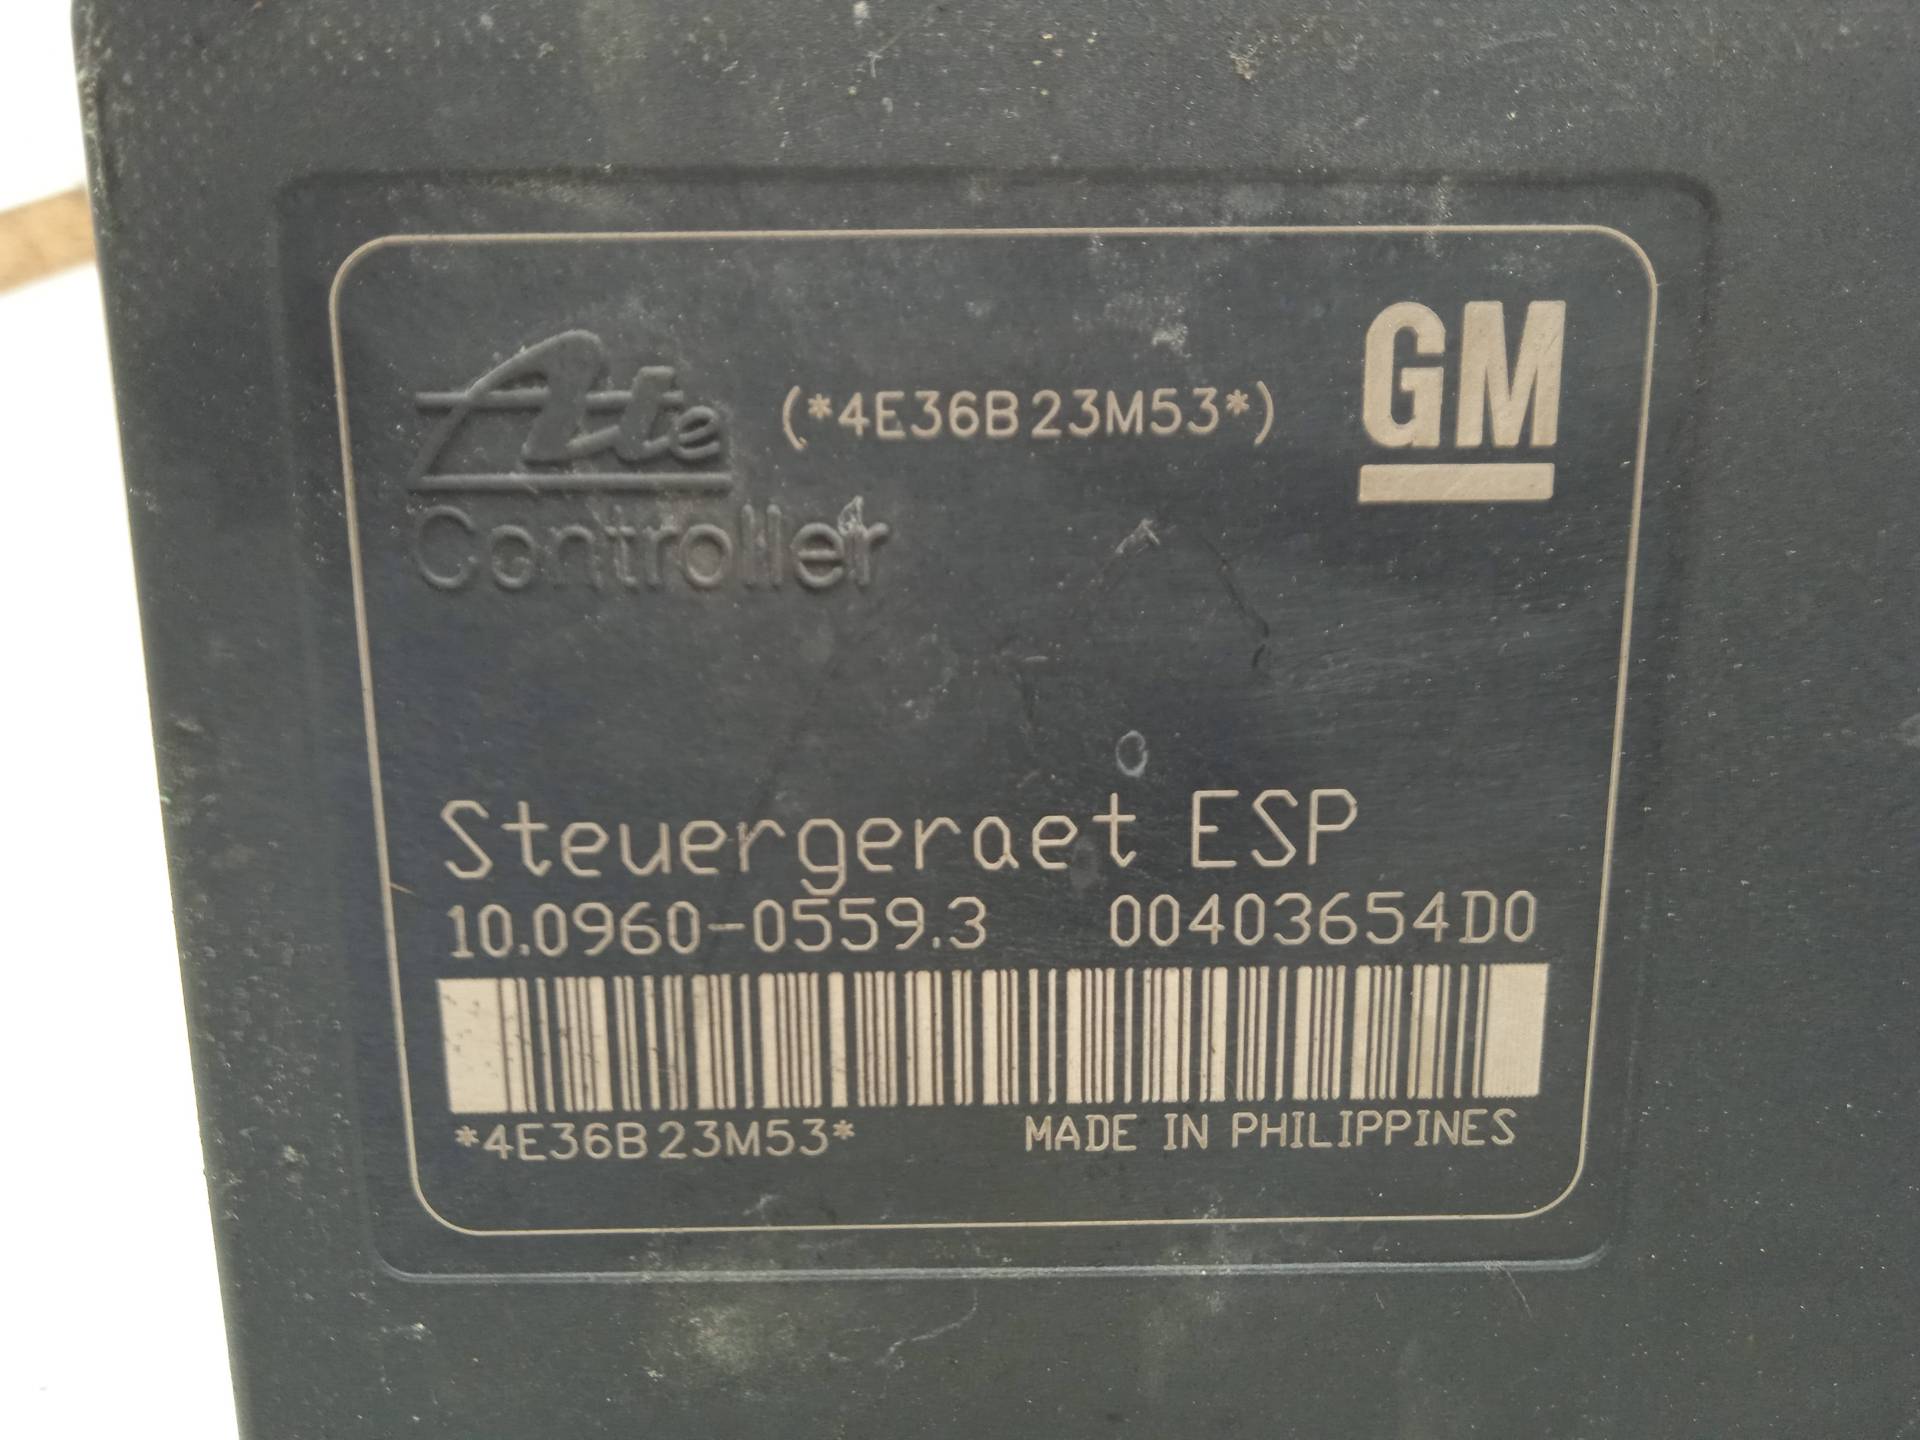 Ate (*4E36B23M53*) GM
Controller
Steuergeraet ESP
10.0960-0559.3 00403654D0
*4E36B23M53* MADE IN PHILIPPINES